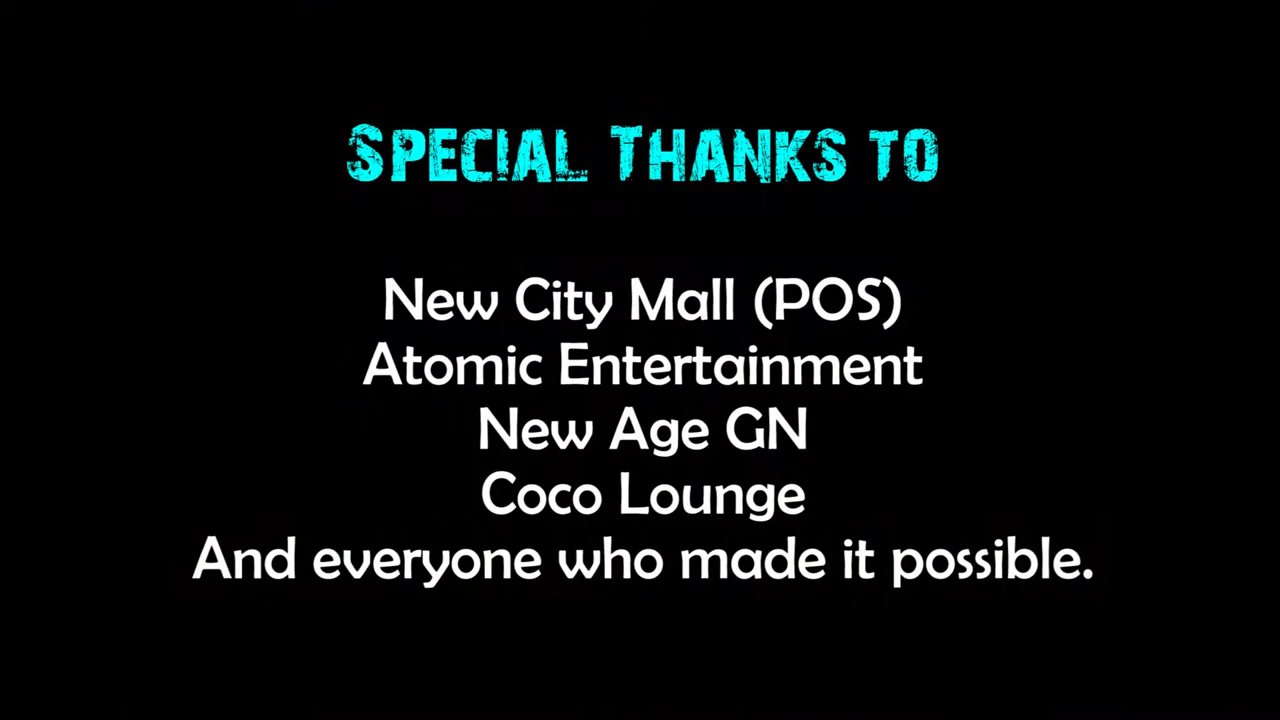 Special Thanks to
New City Mall (POS)
Atomic Entertainment
New Age GN
Coco Lounge
And everyone who made it possible.